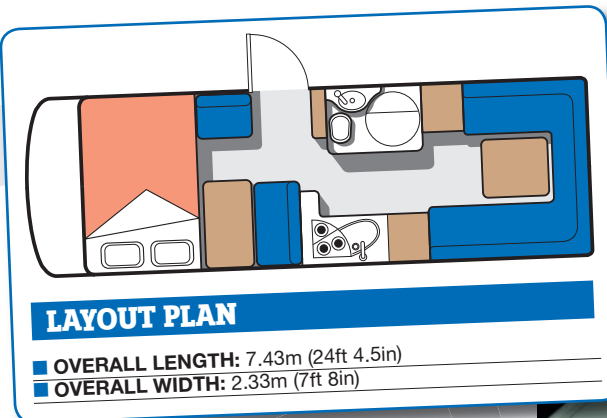 LAYOUT PLAN
OVERALL LENGTH: 7.43m (24ft 4.5in)
OVERALL WIDTH: 2.33m (7ft 8in)